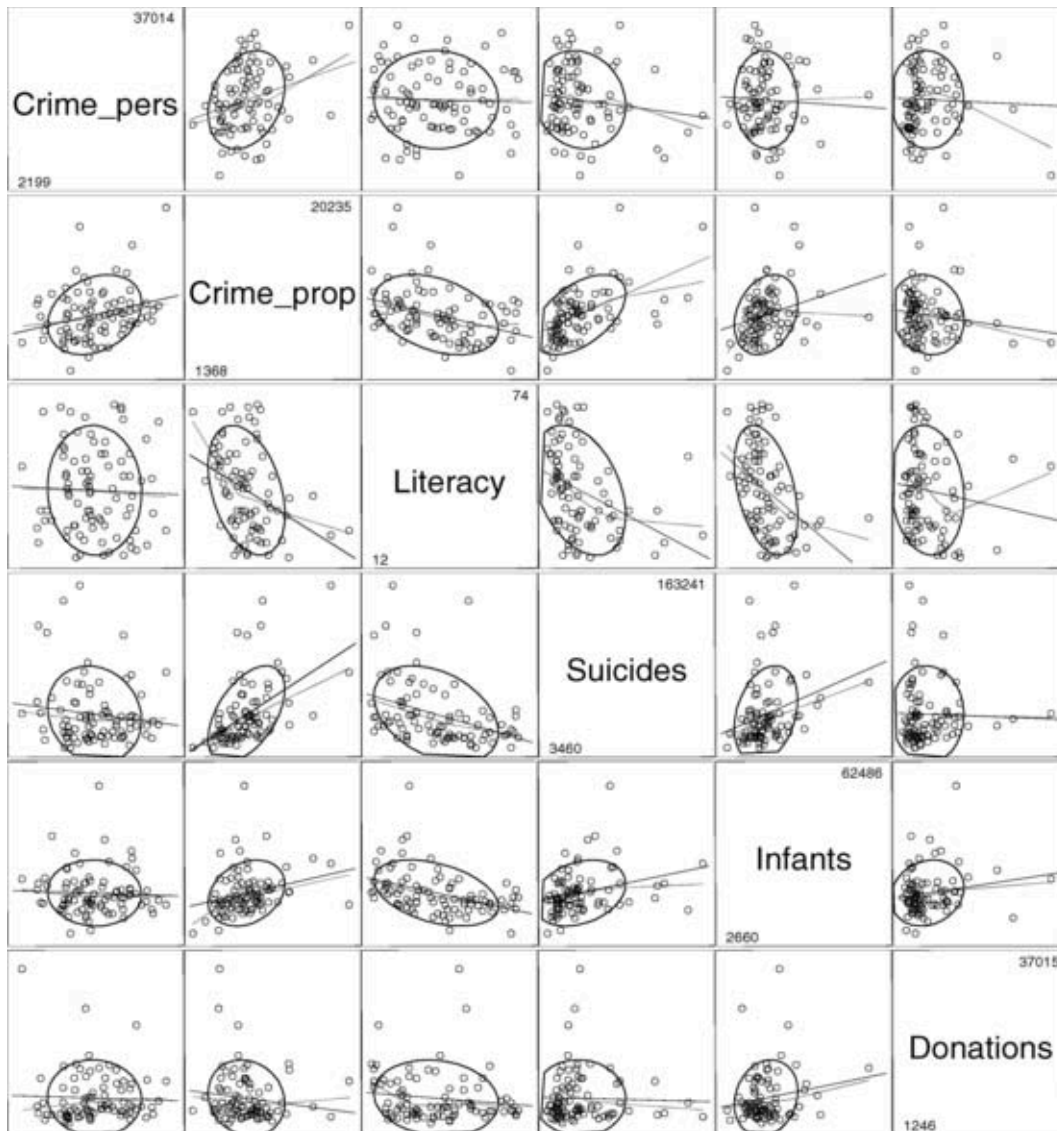 37014
Crime_pers
2199
20235
Crime_prop
1368
74
Literacy
12
163241
Suicides
3460
62486
Infants
2660
37015
Donations
1246